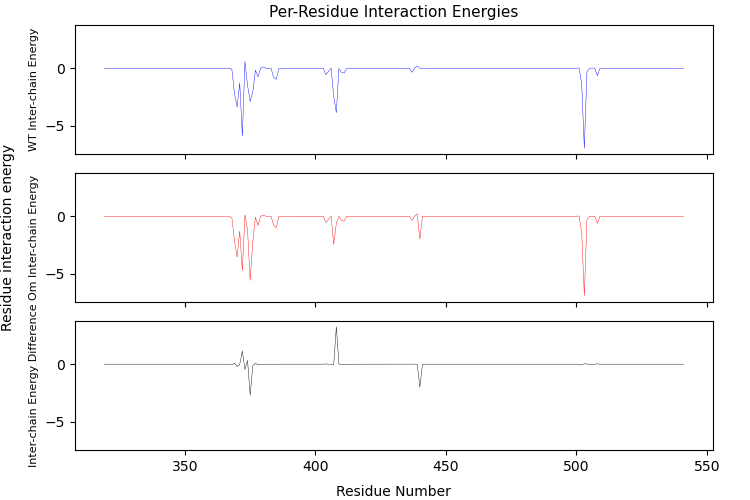 Per-Residue Interaction Energies
Residue interaction energy
WT Inter-chain Energy
0
−5
Om Inter-chain Energy
0
−5
Inter-chain Energy Difference
0
−5
350
400
450
500
550
Residue Number